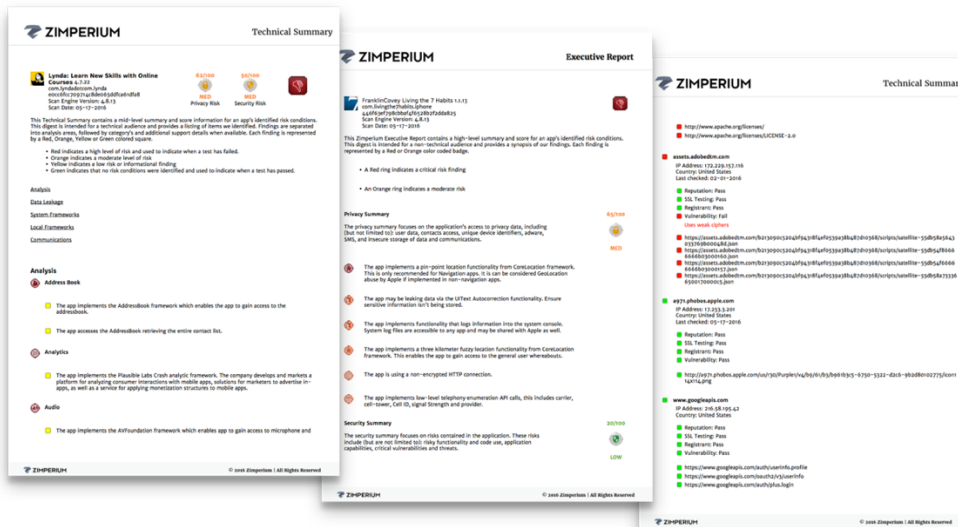 ZIMPERIUM
Technical Summary
Lynda: Learn New Skills with Online
Courses 4.7.22
com.lyndadotcom.lynda
Scan Engine Version: 4.8.13
Scan Date: 05-17-2016
62/100
MED
Privacy Risk
50/100
MED
Security Risk
This Technical Summary contains a mid-level summary and score information for an app's identified risk conditions.
This digest is intended for a technical audience and provides a listing of items we identified. Findings are separated
into analysis areas, followed by category's and additional support details when available. Each finding is represented
by a Red, Orange, Yellow or Green colored square.
• Red indicates a high level of risk and used to indicate when a test has failed.
• Orange indicates a moderate level of risk
• Yellow indicates a low risk or informational finding
• Green indicates that no risk conditions were identified and used to indicate when a test has passed.
Analysis
Data Leakage
System Frameworks
Local Frameworks
Communications
Analysis
Address Book
The app implements the AddressBook framework which enables the app to gain access to the
addressbook.
The app accesses the AddressBook retrieving the entire contact list.
Analytics
The app implements the Plausible Labs Crash analytic framework. The company develops and markets a
platform for analyzing consumer interactions with mobile apps, solutions for marketers to advertise in-
apps, as well as a service for applying monetization structures to mobile apps.
Audio
The app implements the AVFoundation framework which enables app to gain access to microphone and
ZIMPERIUM
© 2016 Zimperium | All Rights Reserved
ZIMPERIUM
Executive Report
FranklinCovey Living the 7 Habits 1.1.13
com.livingthe7habits.iphone
Scan Engine Version: 4.8.13
Scan Date: 05-17-2016
This Zimperium Executive Report contains a high-level summary and score for an app's identified risk conditions.
This digest is intended for a non-technical audience and provides a synopsis of our findings. Each finding is
represented by a Red or Orange color coded badge.
• A Red ring indicates a critical finding
• An Orange ring indicates a moderate risk
Privacy Summary
65/100
The privacy summary focuses on the application's access to privacy data, including
(but not limited to): user data, contacts access, unique device identifiers, adware,
SMS, and insecure storage of data and communications.
MED
The app implements a pin-point location functionality from CoreLocation framework.
This is only recommended for Navigation apps. It is can be considered GeoLocation
abuse by Apple if implemented in non-navigation apps.
The app may be leaking data via the UIText Autocorrection functionality. Ensure
sensitive information isn't being stored.
The app implements functionality that logs information into the system console.
System log files are accessible to any app and may be shared with Apple as well.
The app implements a three kilometer fuzzy location functionality from CoreLocation
framework. This enables the app to gain access to the general user whereabouts.
The app is using a non-encrypted HTTP connection.
The app implements low-level telephony-enumeration API calls, this includes carrier,
cell-tower, Cell ID, signal Strength and provider.
Security Summary
20/100
The security summary focuses on risks contained in the application. These risks
include (but are not limited to): risky functionality and code use, application
capabilities, critical vulnerabilities and threats.
LOW
ZIMPERIUM
© 2016 Zimperium | All Rights Reserved
ZIMPERIUM
Technical Summar
http://www.apache.org/licenses/
http://www.apache.org/licenses/LICENSE-2.0
assets.adobedtm.com
IP Address: 172.229.157.116
Country: United States
Last checked: 02-01-2016
Reputation: Pass
SSL Testing: Pass
Registrant: Pass
Vulnerability: Fail
Uses weak ciphers
a971.phobos.apple.com
IP Address: 17.253.3.201
Country: United States
Last checked: 05-17-2016
Reputation: Pass
SSL Testing: Pass
Registrant: Pass
Vulnerability: Pass
www.googleapis.com
IP Address: 216.58.195.42
Country: United States
Reputation: Pass
SSL Testing: Pass
Registrant: Pass
Vulnerability: Pass
https://www.googleapis.com/auth/userinfo.profile
https://www.googleapis.com/oauth2/v3/userinfo
https://www.googleapis.com/auth/plus.login
ZIMPERIUM
© 2016 Zimperium | All Rights Reserved